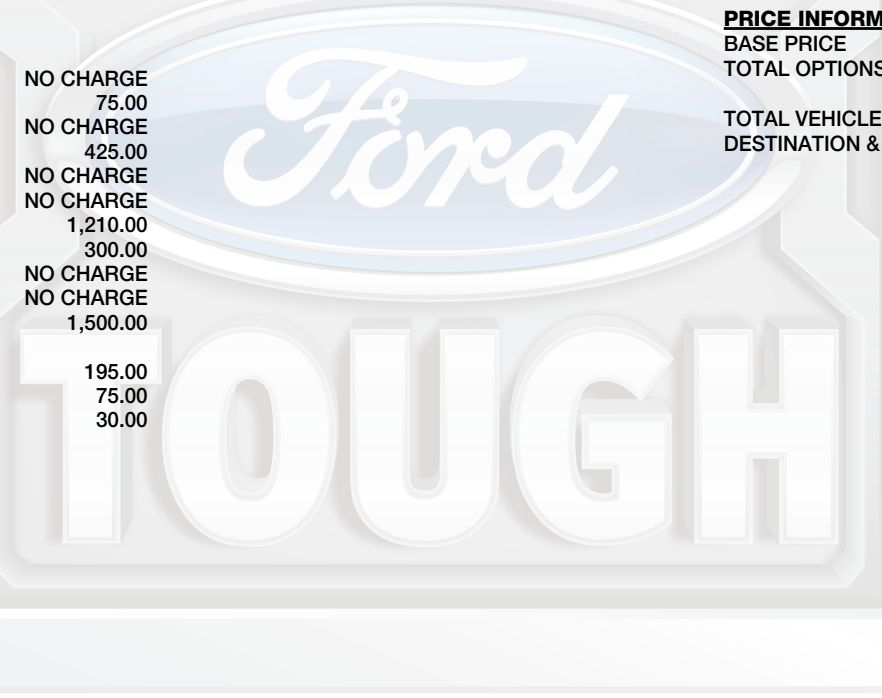 NO CHARGE
75.00
NO CHARGE
425.00
NO CHARGE
NO CHARGE
1,210.00
300.00
NO CHARGE
NO CHARGE
1,500.00
195.00
75.00
30.00
PRICE INFORM
BASE PRICE
TOTAL OPTIONS
TOTAL VEHICLE
DESTINATION &
Ford
TOUGH